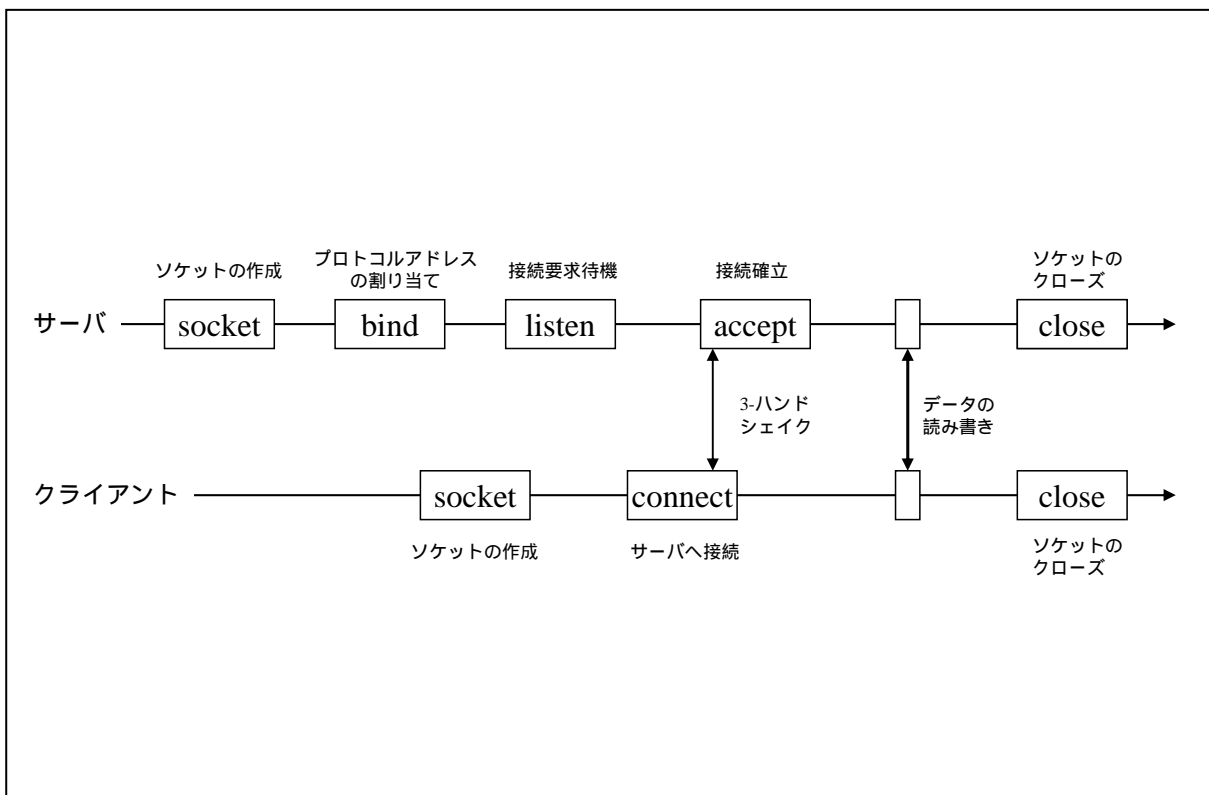 ソケットの作成
プロトコルアドレス
の割り当て
接続要求待機
接続確立
ソケットの
クローズ
サーバ
socket
bind
listen
accept
close
3-ハンド
シェイク
データの
読み書き
クライアント
socket
connect
close
ソケットの作成
サーバへ接続
ソケットの
クローズ